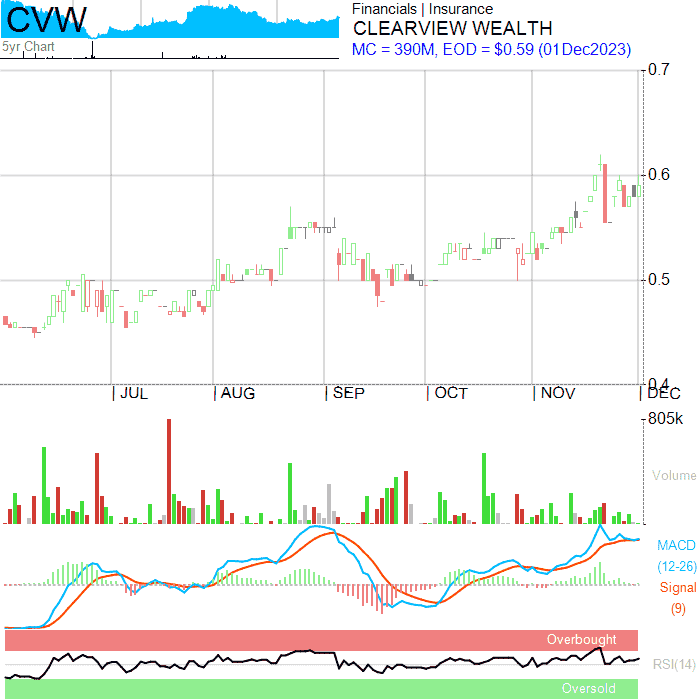 CVW
5yr Chart
Financials | Insurance
CLEARVIEW WEALTH
MC = 390M, EOD = $0.59 (01Dec2023)
0.7
0.6
0.5
0.4
| JUL | AUG | SEP | OCT | NOV | DEC
805k
Volume
MACD
(12-26)
Signal
(9)
Overbought
RSI(14)
Oversold